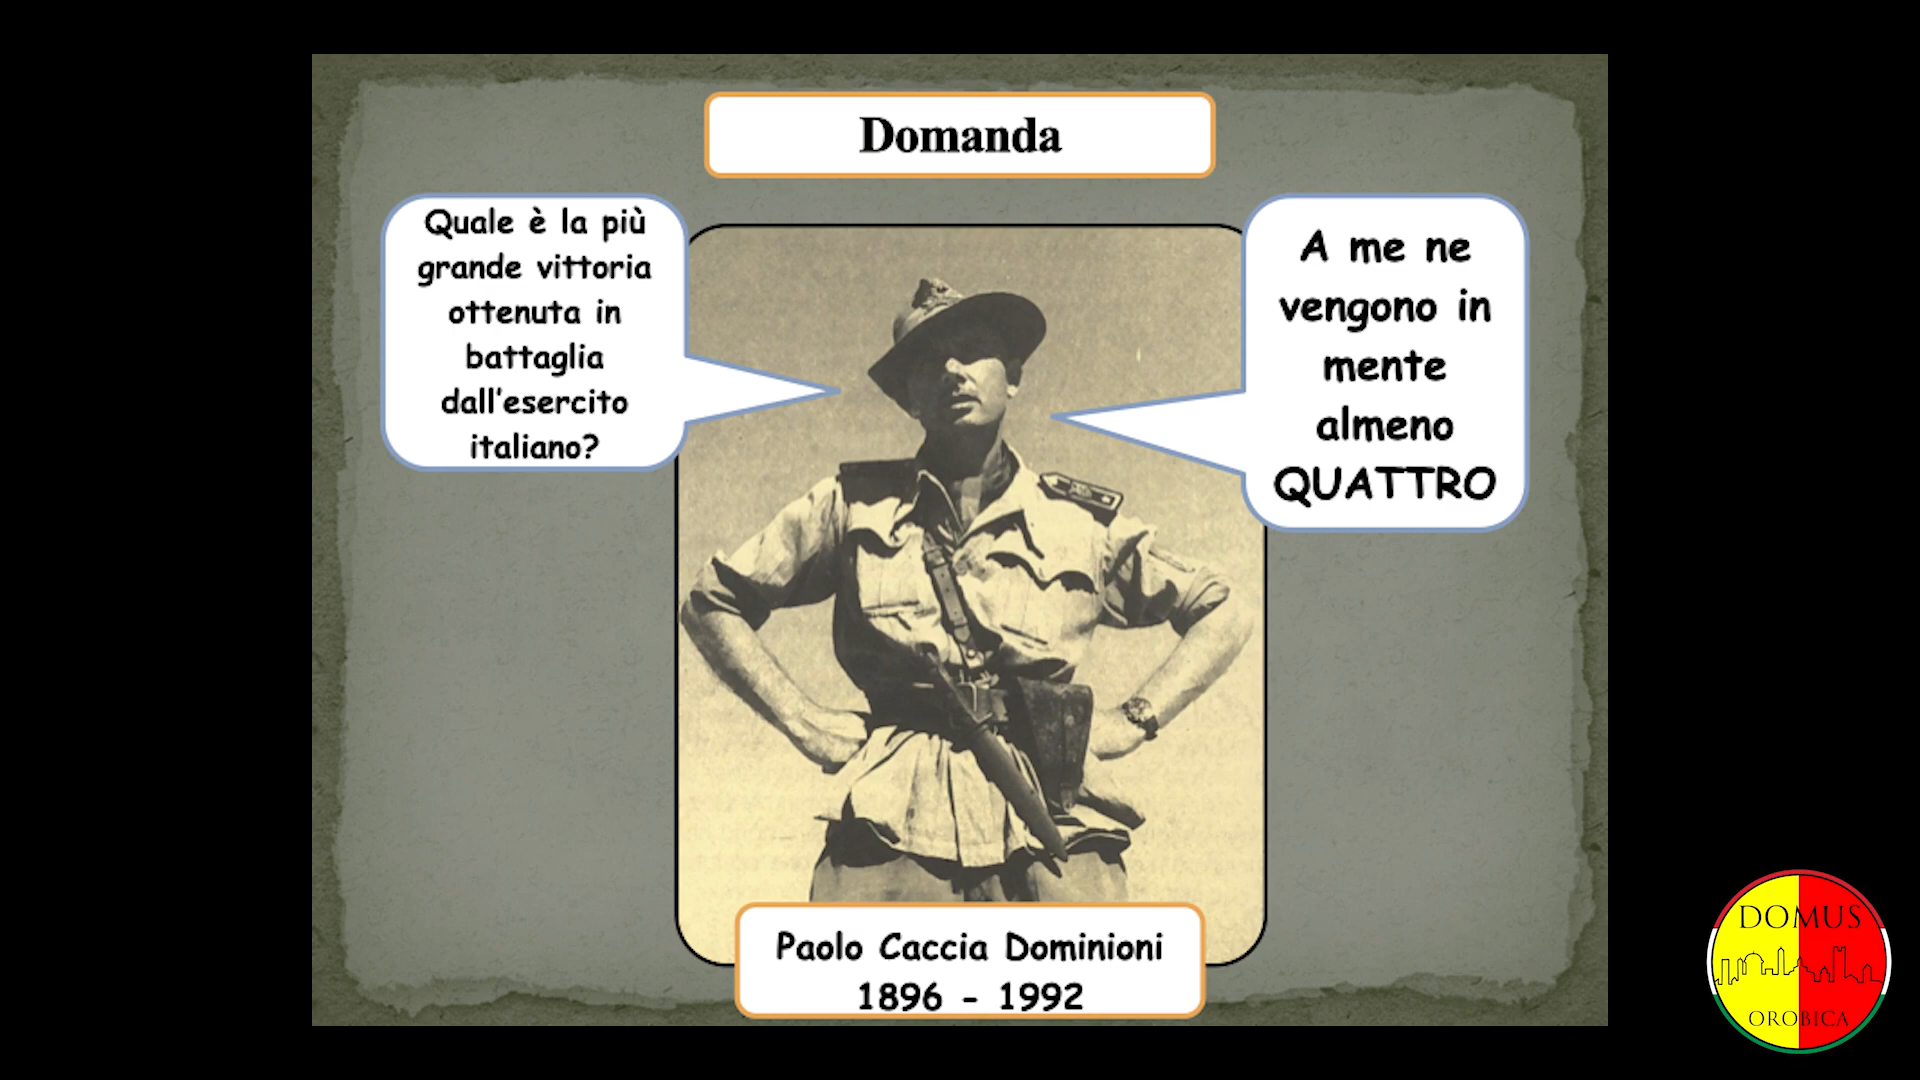 Domanda
Quale è la più
grande vittoria
ottenuta in
battaglia
dall'esercito
italiano?
A me ne
vengono in
mente
almeno
QUATTRO
Paolo Caccia Dominioni
1896 - 1992
DOMUS
OROBICA